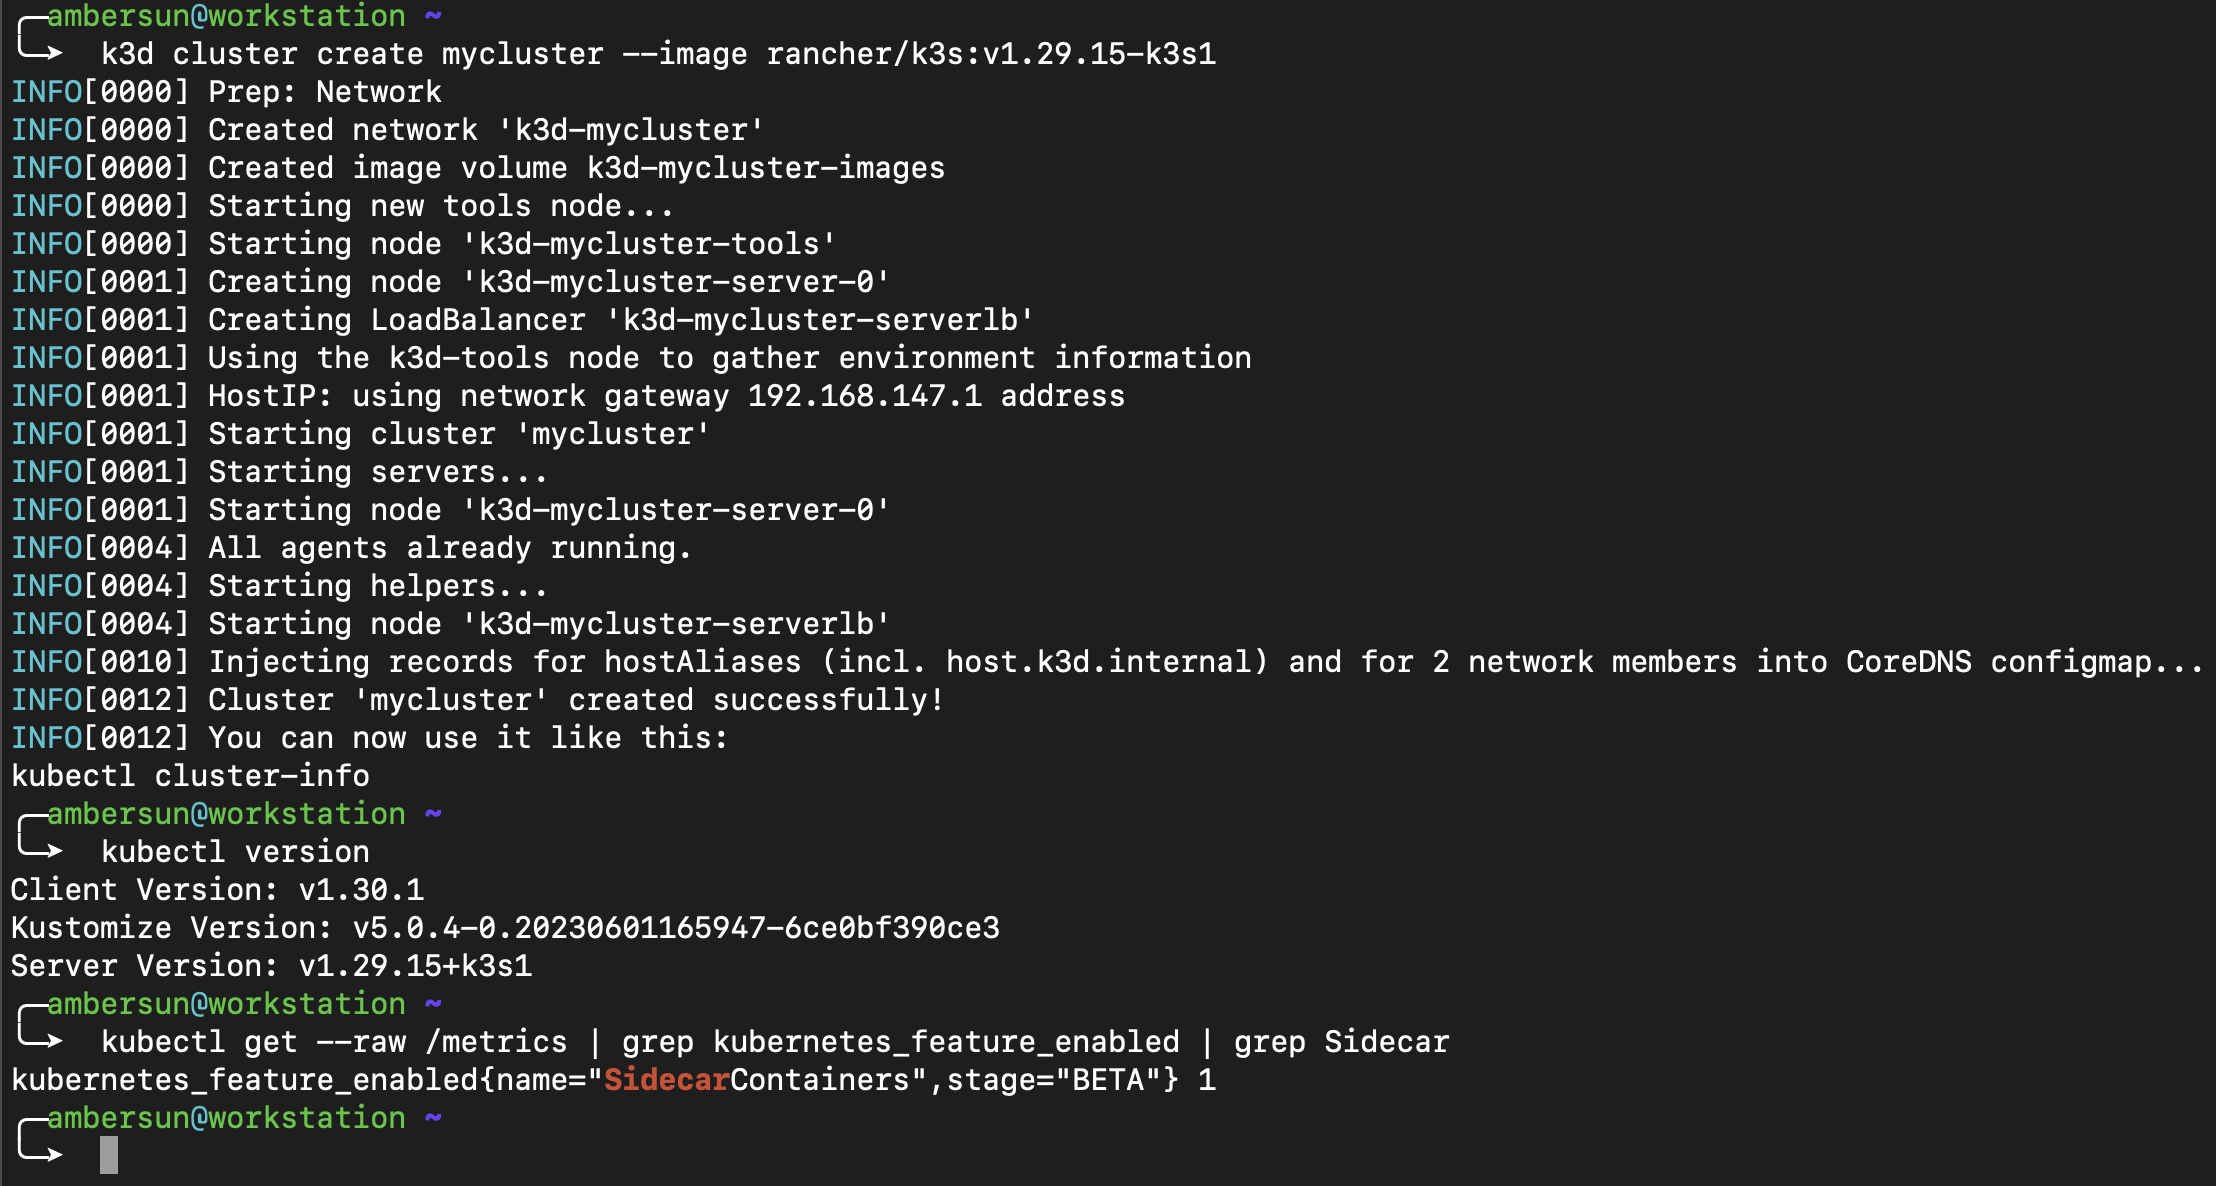 ambersun@workstation ~
k3d cluster create mycluster --image rancher/k3s:v1.29.15-k3s1
INFO[0000] Prep: Network
INFO[0000] Created network 'k3d-mycluster'
INFO[0000] Created image volume k3d-mycluster-images
INFO[0000] Starting new tools node...
INFO[0000] Starting node 'k3d-mycluster-tools'
INFO[0001] Creating node 'k3d-mycluster-server-0'
INFO[0001] Creating LoadBalancer 'k3d-mycluster-serverlb'
INFO[0001] Using the k3d-tools node to gather environment information
INFO[0001] HostIP: using network gateway 192.168.147.1 address
INFO[0001] Starting cluster 'mycluster'
INFO[0001] Starting servers...
INFO[0001] Starting node 'k3d-mycluster-server-0'
INFO[0004] All agents already running.
INFO[0004] Starting helpers...
INFO[0004] Starting node 'k3d-mycluster-serverlb'
INFO[0010] Injecting records for hostAliases (incl. host.k3d.internal) and for 2 network members into CoreDNS configmap...
INFO[0012] Cluster 'mycluster' created successfully!
INFO[0012] You can now use it like this:
kubectl cluster-info
ambersun@workstation ~
kubectl version
Client Version: v1.30.1
Kustomize Version: v5.0.4-0.20230601165947-6ce0bf390ce3
Server Version: v1.29.15+k3s1
ambersun@workstation ~
kubectl get --raw /metrics | grep kubernetes_feature_enabled | grep Sidecar
kubernetes_feature_enabled{name="SidecarContainers",stage="BETA"} 1
ambersun@workstation ~